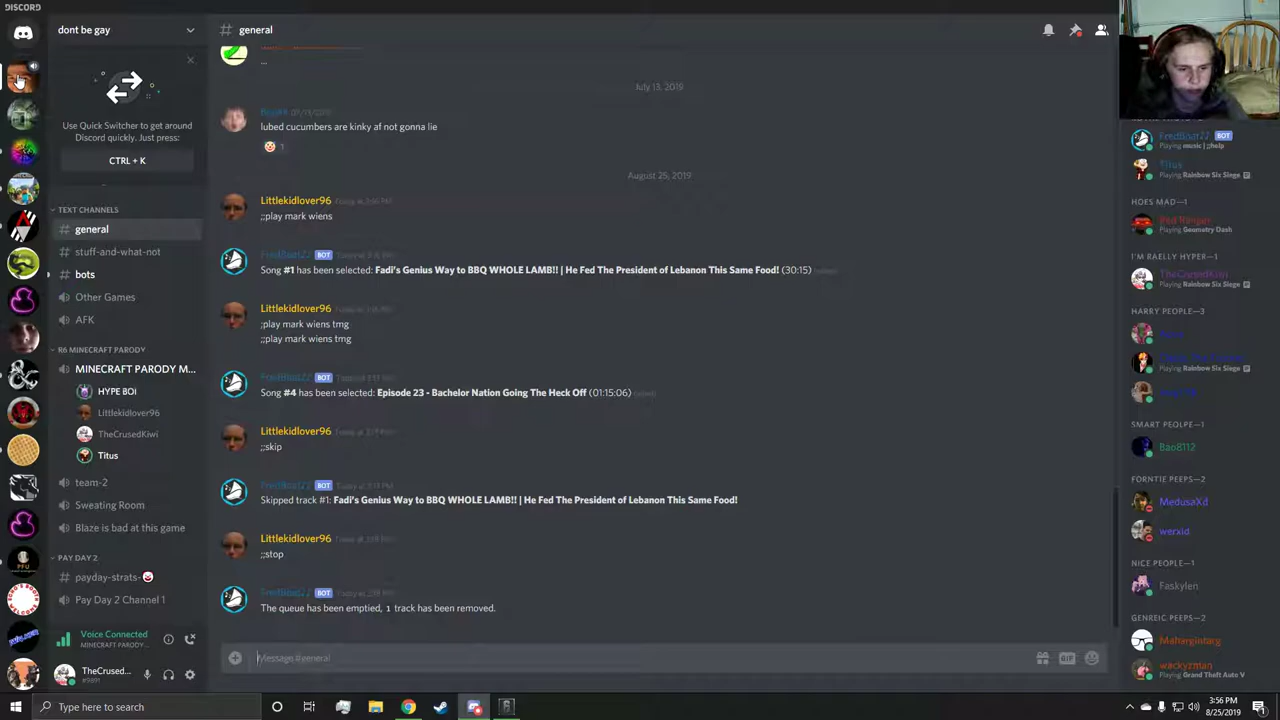 DISCORD
dont be gay
Use Quick Switcher to get around
Discord quickly. Just press:
CTRL + K
TEXT CHANNELS
# general
# stuff-and-what-not
# bots
Other Games
AFK
R6 MINECRAFT PARODY
MINECRAFT PARODY M...
HYPE BOI
Littlekidlover96
TheCrusedKiwi
Titus
team-2
Sweating Room
Blaze is bad at this game
PAY DAY 2
# payday-strats-
Pay Day 2 Channel 1
Voice Connected
MINECRAFT PARODY...
TheCrused...
#9891
# general
...
July 13, 2019
lubed cucumbers are kinky af not gonna lie
1
August 25, 2019
Littlekidlover96
;;play mark wiens
BOT
Song #1 has been selected: Fadi's Genius Way to BBQ WHOLE LAMB!! | He Fed The President of Lebanon This Same Food! (30:15)
Littlekidlover96
;play mark wiens tmg
;;play mark wiens tmg
BOT
Song #4 has been selected: Episode 23 - Bachelor Nation Going The Heck Off (01:15:06)
Littlekidlover96
;;skip
BOT
Skipped track #1: Fadi's Genius Way to BBQ WHOLE LAMB!! | He Fed The President of Lebanon This Same Food!
Littlekidlover96
;;stop
BOT
The queue has been emptied, 1 track has been removed.
Message #general
GIF
BOT
Playing music | ;;help
Titus
Playing Rainbow Six Siege
HOES MAD—1
Red Ranger
Playing Geometry Dash
I'M RAELLY HYPER—1
TheCrusedKiwi
Playing Rainbow Six Siege
HARRY PEOPLE—3
Playing Rainbow Six Siege
SMART PEOLPE—1
Bao8112
FORNTIE PEEPS—2
MedusaXd
werxid
NICE PEOPLE—1
Faskylen
GENREIC PEEPS—2
wackyzman
Playing Grand Theft Auto V
Type here to search
3:56 PM
8/25/2019